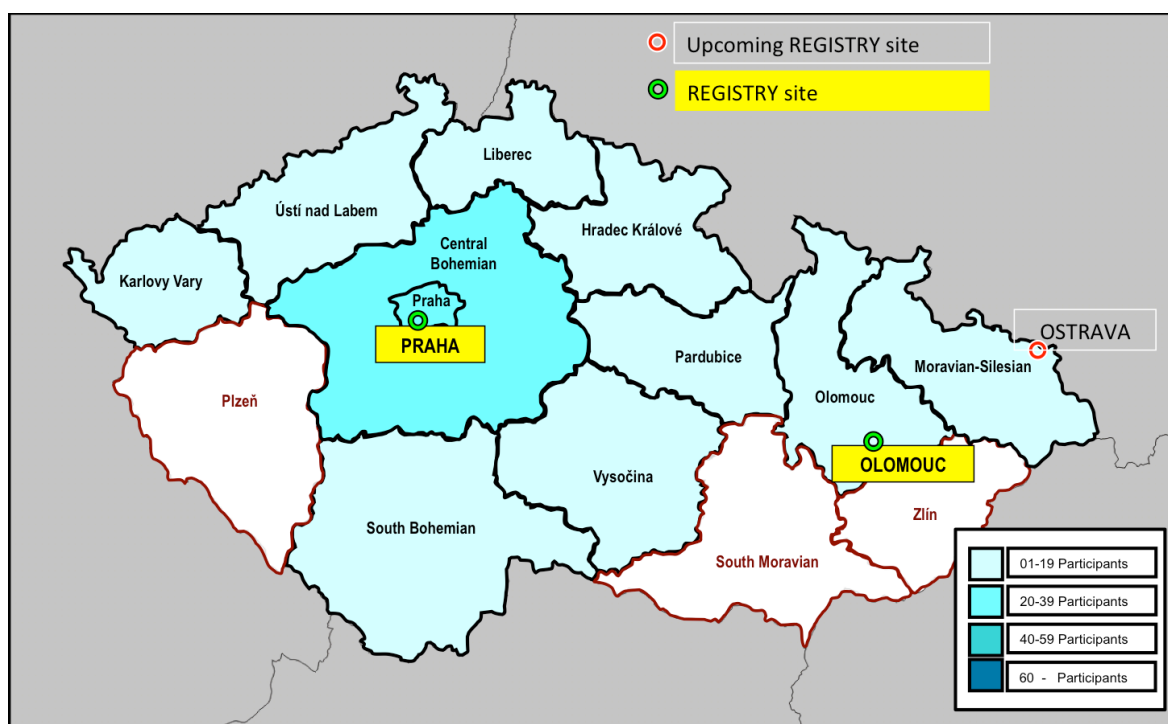 Upcoming REGISTRY site
REGISTRY site
Liberec
Ústí nad Labem
Hradec Králové
Central
Bohemian
Karlovy Vary
Praha
PRAHA
OSTRAVA
Pardubice
Moravian-Silesian
Plzeň
Olomouc
OLOMOUC
Vysočina
Zlín
South Bohemian
South Moravian
01-19 Participants
20-39 Participants
40-59 Participants
60 - Participants